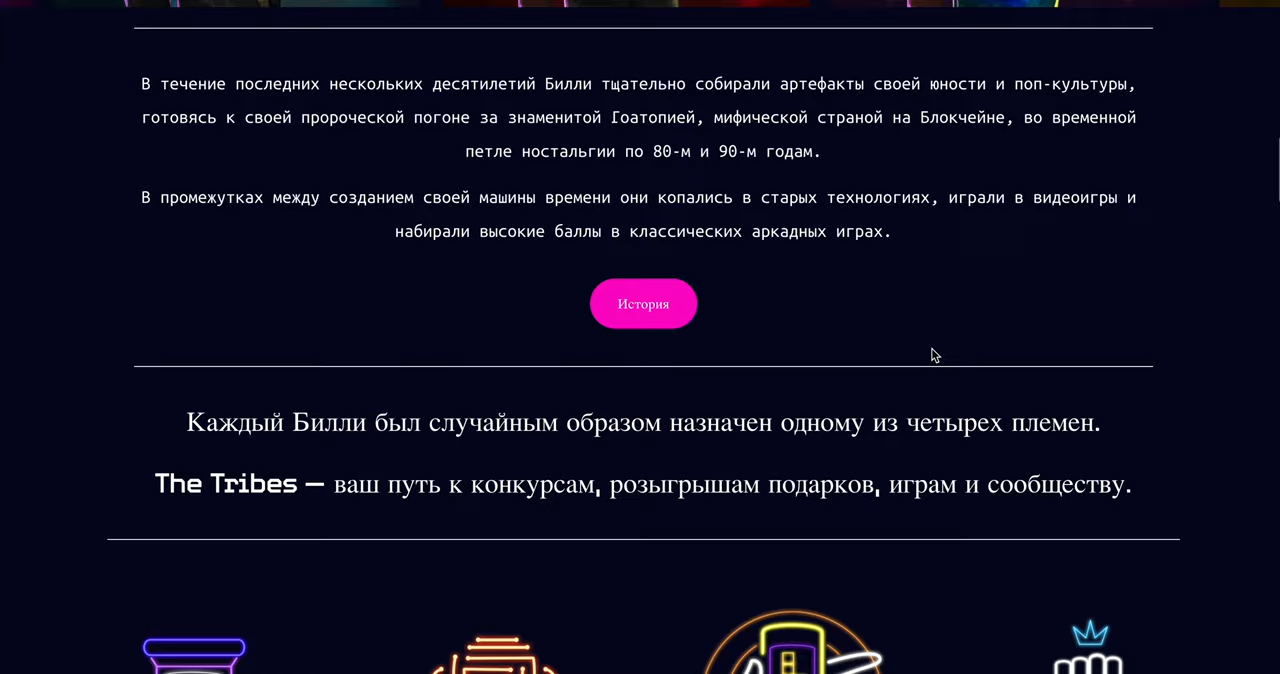 В течение последних нескольких десятилетий Билли тщательно собирали артефакты своей юности и поп-культуры,
готовясь к своей пророческой погоне за знаменитой Гоатопией, мифической страной на Блокчейне, во временной
петле ностальгии по 80-м и 90-м годам.
В промежутках между созданием своей машины времени они копались в старых технологиях, играли в видеоигры и
набирали высокие баллы в классических аркадных играх.
История
Каждый Билли был случайным образом назначен одному из четырех племен.
The Tribes — ваш путь к конкурсам, розыгрышам подарков, играм и сообществу.